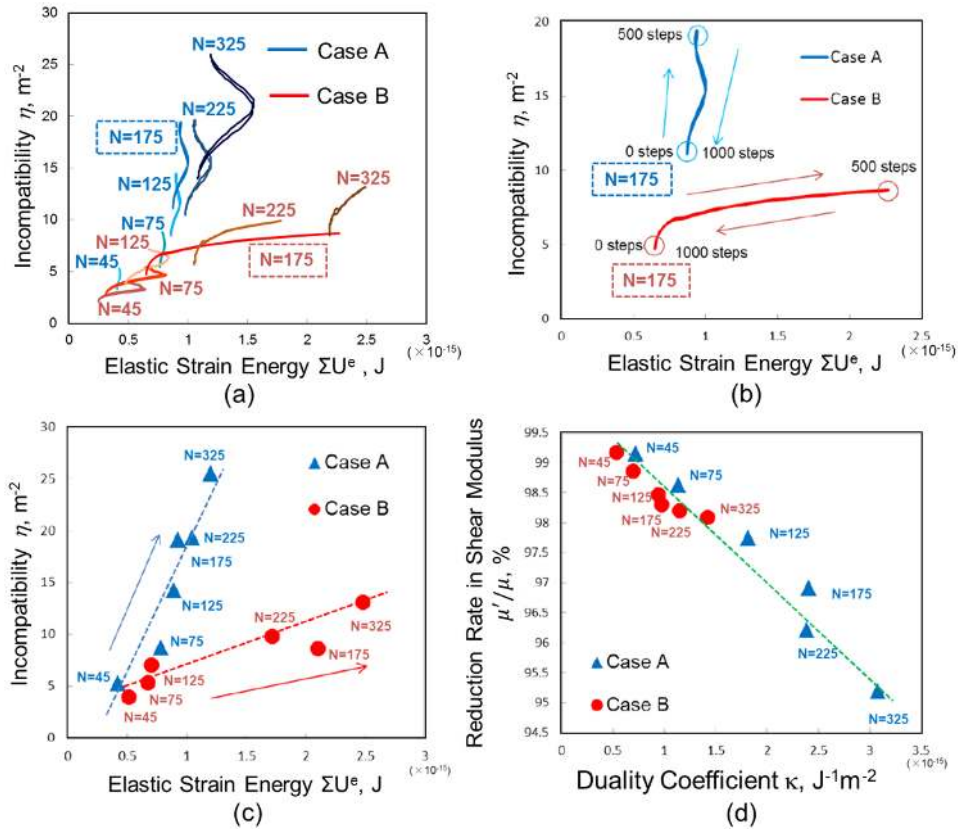 30
25
20
15
10
5
0
Incompatibility η, m-2
N=325
Case A
Case B
N=225
N=175
N=125
N=325
N=75
N=225
N=125
N=45
N=175
N=75
N=45
0
0.5
1
1.5
2
2.5
3
(×10-15)
Elastic Strain Energy ΣUe , J
(a)
20
15
10
5
0
Incompatibility η, m-2
500 steps
Case A
Case B
0 steps
1000 steps
N=175
500 steps
0 steps
1000 steps
N=175
0
0.5
1
1.5
2
2.5
(×10-15)
Elastic Strain Energy ΣUe, J
(b)
30
25
20
15
10
5
0
Incompatibility η, m-2
N=325
Case A
Case B
N=225
N=175
N=125
N=75
N=225
N=325
N=175
N=45
N=125
N=75
N=45
0
0.5
1
1.5
2
2.5
3
(×10-15)
Elastic Strain Energy ΣUe, J
(c)
99.5
99
98.5
98
97.5
97
96.5
96
95.5
95
94.5
Reduction Rate in Shear Modulus
μ'/μ, %
N=45
N=45
N=75
N=75
N=125
N=175
N=225
N=325
N=125
N=175
N=225
N=325
Case A
Case B
0
0.5
1
1.5
2
2.5
3
3.5
(×10-15)
Duality Coefficient κ, J-1m-2
(d)